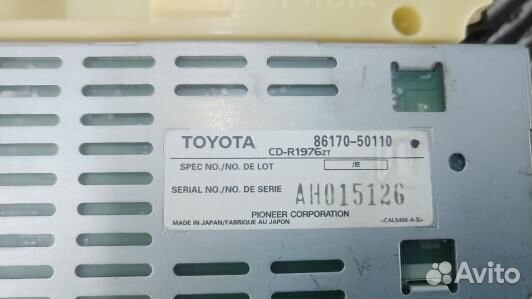 TOYOTA
TOYOTA 86170-50110
CD-R1976ZT
SPEC NO./NO. DE LOT /E
SERIAL NO./NO. DE SERIE AH015126
PIONEER CORPORATION
MADE IN JAPAN/FABRIQUE AU JAPON <CAL5466-A-S>
Avito